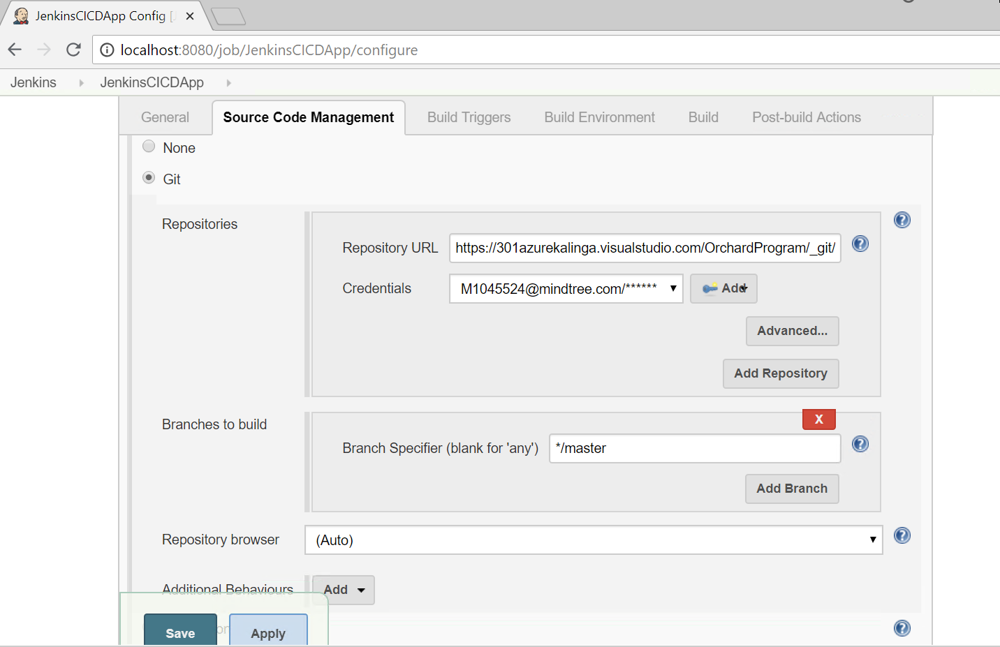 JenkinsCICDApp Config [
localhost:8080/job/JenkinsCICDApp/configure
Jenkins JenkinsCICDApp
General Source Code Management Build Triggers Build Environment Build Post-build Actions
None
Git
Repositories
Repository URL https://301azurekalinga.visualstudio.com/OrchardProgram/_git/
Credentials M1045524@mindtree.com/****** Add
Advanced...
Add Repository
Branches to build
X
Branch Specifier (blank for 'any') */master
Add Branch
Repository browser (Auto)
Additional Behaviours Add
Save Apply